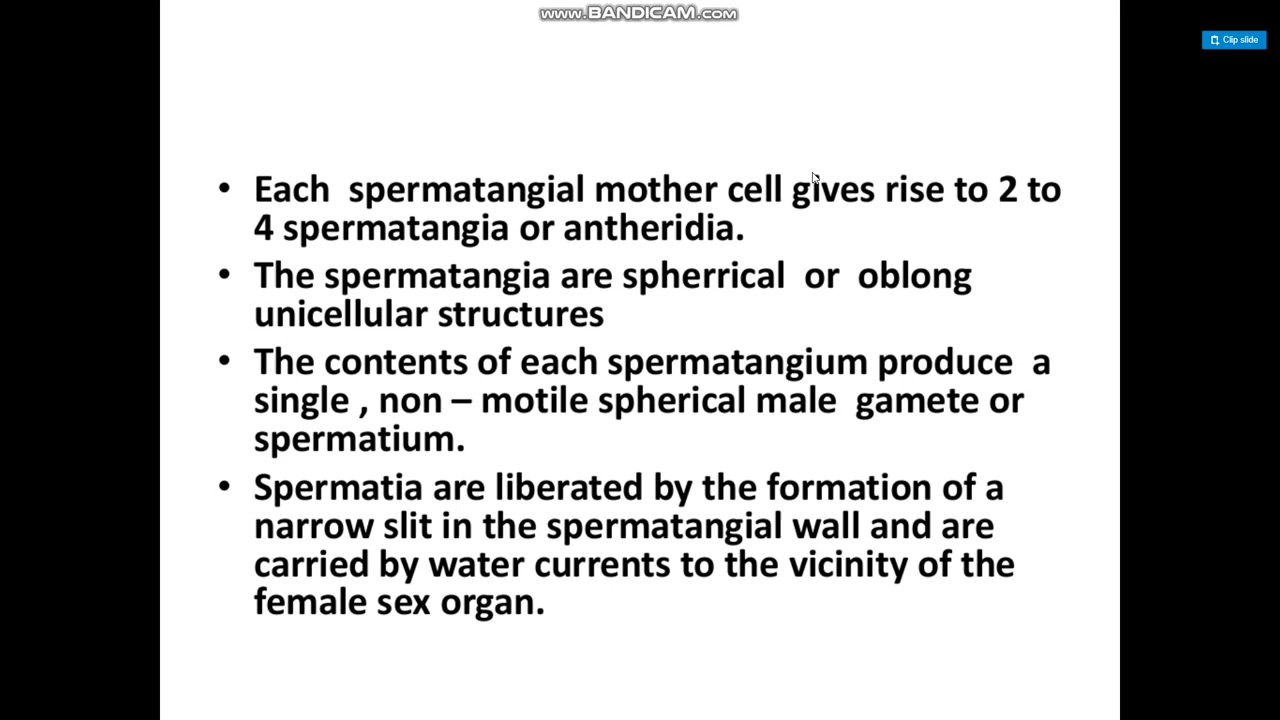 www.BANDICAM.com
Clip slide
• Each spermatangial mother cell gives rise to 2 to
4 spermatangia or antheridia.
• The spermatangia are spherrical or oblong
unicellular structures
• The contents of each spermatangium produce a
single , non – motile spherical male gamete or
spermatium.
• Spermatia are liberated by the formation of a
narrow slit in the spermatangial wall and are
carried by water currents to the vicinity of the
female sex organ.